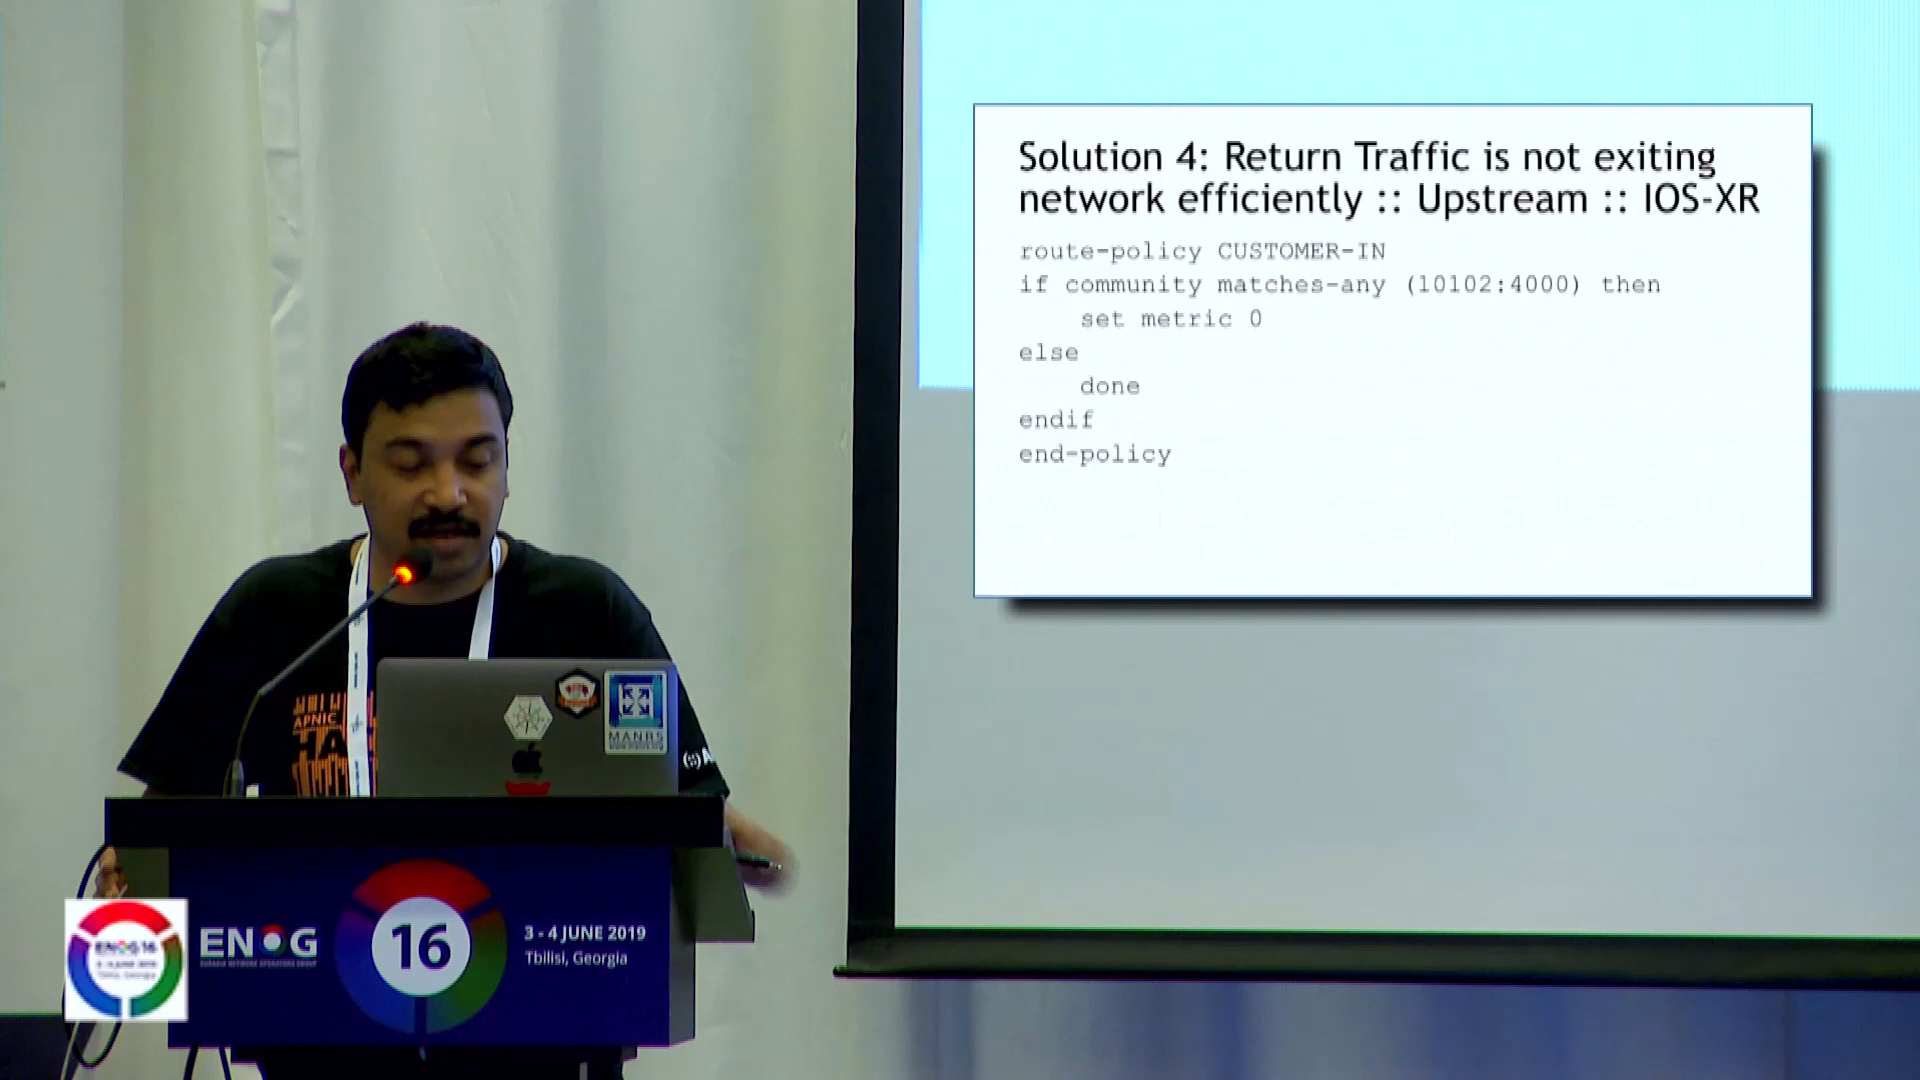 Solution 4: Return Traffic is not exiting
network efficiently :: Upstream :: IOS-XR
route-policy CUSTOMER-IN
if community matches-any (10102:4000) then
set metric 0
else
done
endif
end-policy
APNIC
HA
MANRS
ENOG
16
3 - 4 JUNE 2019
Tbilisi, Georgia
ENOG16